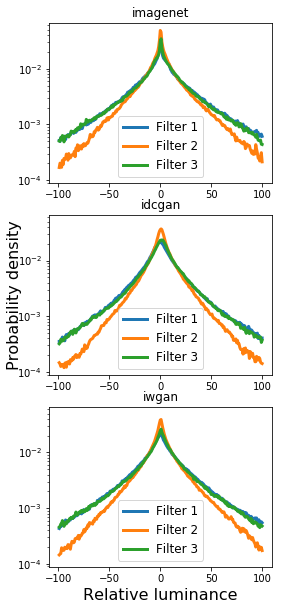 imagenet
10⁻²
10⁻³
10⁻⁴
Filter 1
Filter 2
Filter 3
−100 −50 0 50 100
idcgan
10⁻²
10⁻³
10⁻⁴
Filter 1
Filter 2
Filter 3
−100 −50 0 50 100
iwgan
10⁻²
10⁻³
10⁻⁴
Filter 1
Filter 2
Filter 3
−100 −50 0 50 100
Probability density
Relative luminance